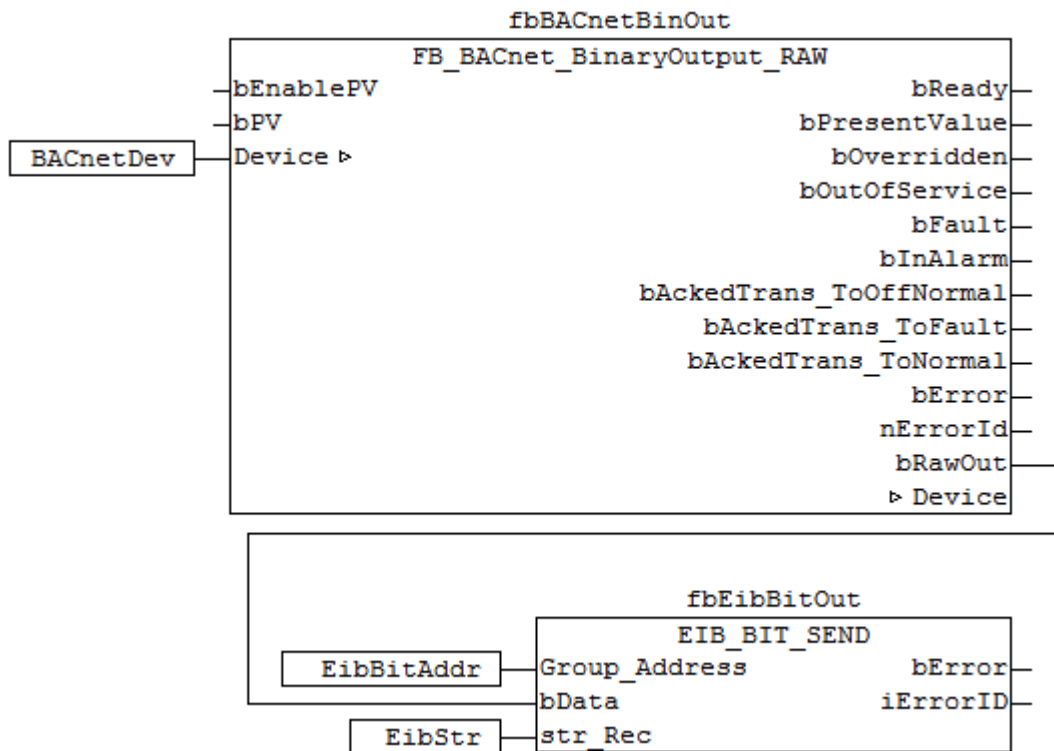 fbBACnetBinOut
FB_BACnet_BinaryOutput_RAW
bEnablePV bReady
bPV bPresentValue
BACnetDev Device bOverridden
bOutOfService
bFault
bInAlarm
bAckedTrans_ToOffNormal
bAckedTrans_ToFault
bAckedTrans_ToNormal
bError
nErrorId
bRawOut
Device
fbEibBitOut
EIB_BIT_SEND
EibBitAddr Group_Address bError
bData iErrorID
EibStr str_Rec